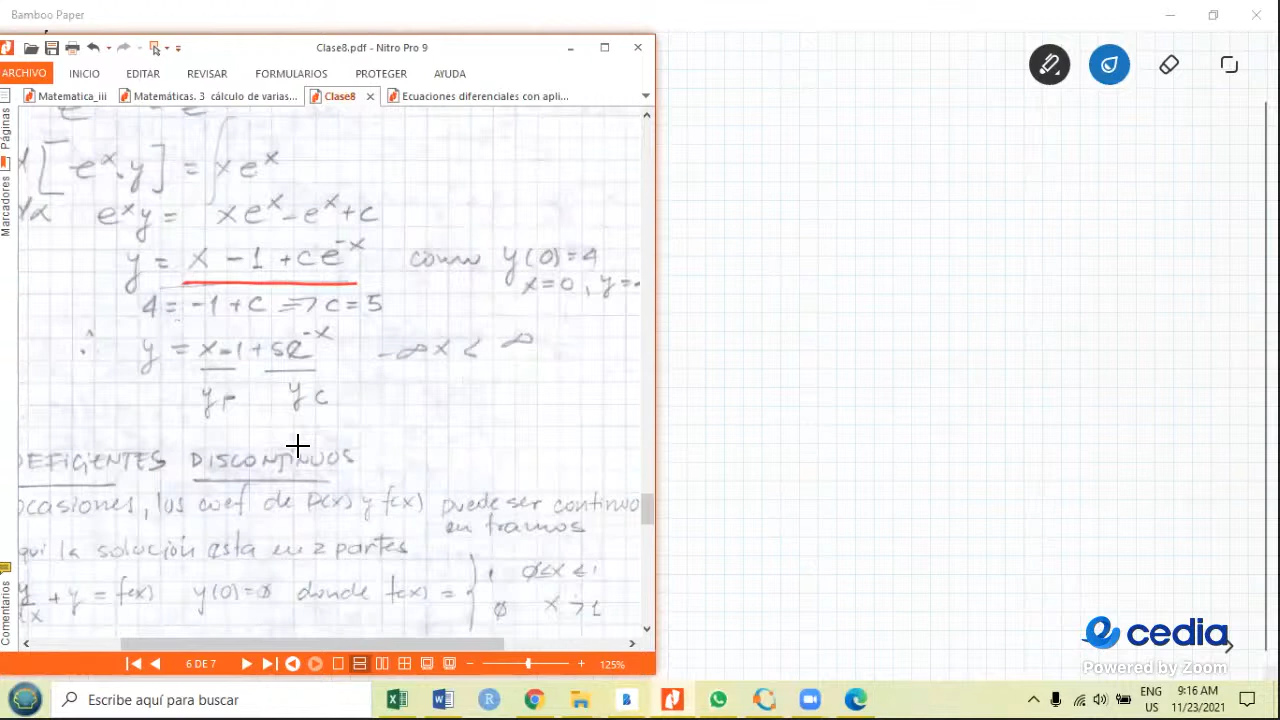 Bamboo Paper
Clase8.pdf - Nitro Pro 9
ARCHIVO INICIO EDITAR REVISAR FORMULARIOS PROTEGER AYUDA
Matematica_iii Matemáticas. 3 cálculo de varias... Clase8 Ecuaciones diferenciales con apli...
Páginas
Marcadores
Comentarios
[e^x y] = ∫ x e^x
e^x y = x e^x - e^x + c
y = x - 1 + c e^-x como y(0) = 4
x = 0, y =
4 = -1 + c => c = 5
∴ y = x - 1 + 5e^-x -∞ x < ∞
yp yc
OEFICIENTES DISCONTINUOS
ocasiones, los coef de P(x) y f(x) puede ser continuo
en tramos
qui la solución esta en 2 partes
+ y = f(x) y(0) = 0 donde f(x) = { 1 0≤x≤1
0 x > 1
6 DE 7 125%
cedia
Powered by Zoom
Escribe aquí para buscar
ENG 9:16 AM
US 11/23/2021